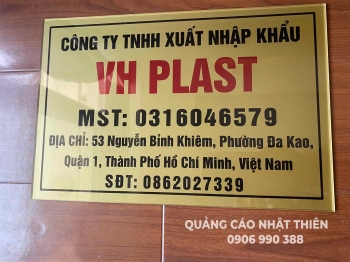 CÔNG TY TNHH XUẤT NHẬP KHẨU
VH PLAST
MST: 0316046579
ĐỊA CHỈ: 53 Nguyễn Bỉnh Khiêm, Phường Đa Kao,
Quận 1, Thành Phố Hồ Chí Minh, Việt Nam
SĐT: 0862027339
QUẢNG CÁO NHẬT THIÊN
0906 990 388